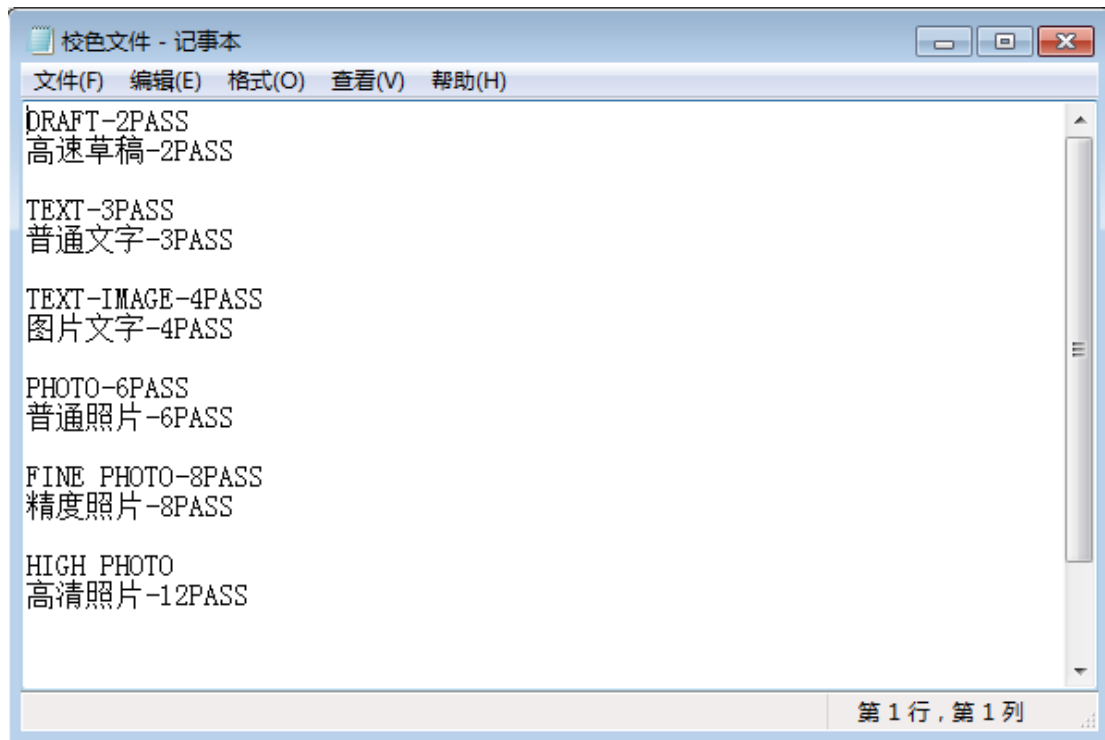 校色文件 - 记事本
文件(F) 编辑(E) 格式(O) 查看(V) 帮助(H)
DRAFT-2PASS
高速草稿-2PASS
TEXT-3PASS
普通文字-3PASS
TEXT-IMAGE-4PASS
图片文字-4PASS
PHOTO-6PASS
普通照片-6PASS
FINE PHOTO-8PASS
精度照片-8PASS
HIGH PHOTO
高清照片-12PASS
第 1 行 , 第 1 列